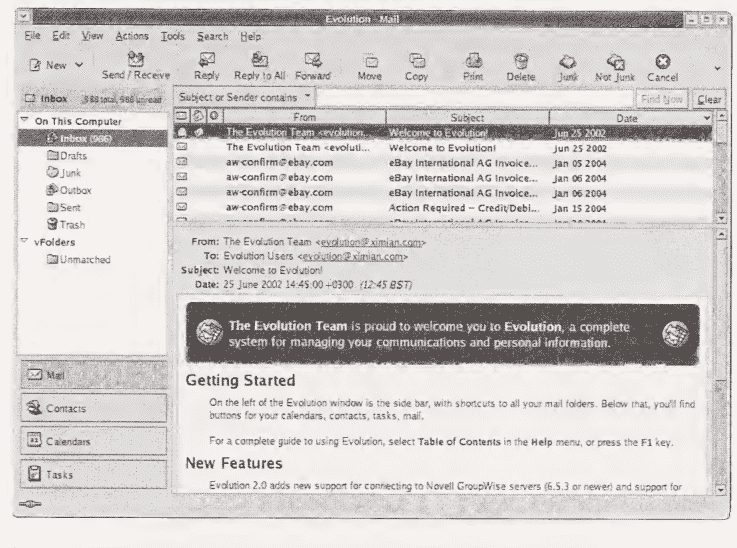 Evolution - Mail
File Edit View Actions Tools Search Help
New Send / Receive Reply Reply to All Forward Move Copy Print Delete Junk Not Junk Cancel
Inbox 988 total, 986 unread Subject or Sender contains Find Now Clear
From Subject Date
The Evolution Team <evolution... Welcome to Evolution! Jun 25 2002
The Evolution Team <evoluti... Welcome to Evolution! Jun 25 2002
aw-confirm@ebay.com eBay International AG Invoice... Jan 05 2004
aw-confirm@ebay.com eBay International AG Invoice... Jan 06 2004
aw-confirm@ebay.com eBay International AG Invoice... Jan 06 2004
aw-confirm@ebay.com Action Required – Credit/Debi... Jan 15 2004
On This Computer
Inbox (986)
Drafts
Junk
Outbox
Sent
Trash
vFolders
Unmatched
Mail
Contacts
Calendars
Tasks
From: The Evolution Team <evolution@ximian.com>
To: Evolution Users <evolution@ximian.com>
Subject: Welcome to Evolution!
Date: 25 June 2002 14:45:00 +0300 (12:45 BST)
The Evolution Team is proud to welcome you to Evolution, a complete
system for managing your communications and personal information.
Getting Started
On the left of the Evolution window is the side bar, with shortcuts to all your mail folders. Below that, you'll find
buttons for your calendars, contacts, tasks, mail.
For a complete guide to using Evolution, select Table of Contents in the Help menu, or press the F1 key.
New Features
Evolution 2.0 adds new support for connecting to Novell GroupWise servers (6.5.3 or newer) and support for